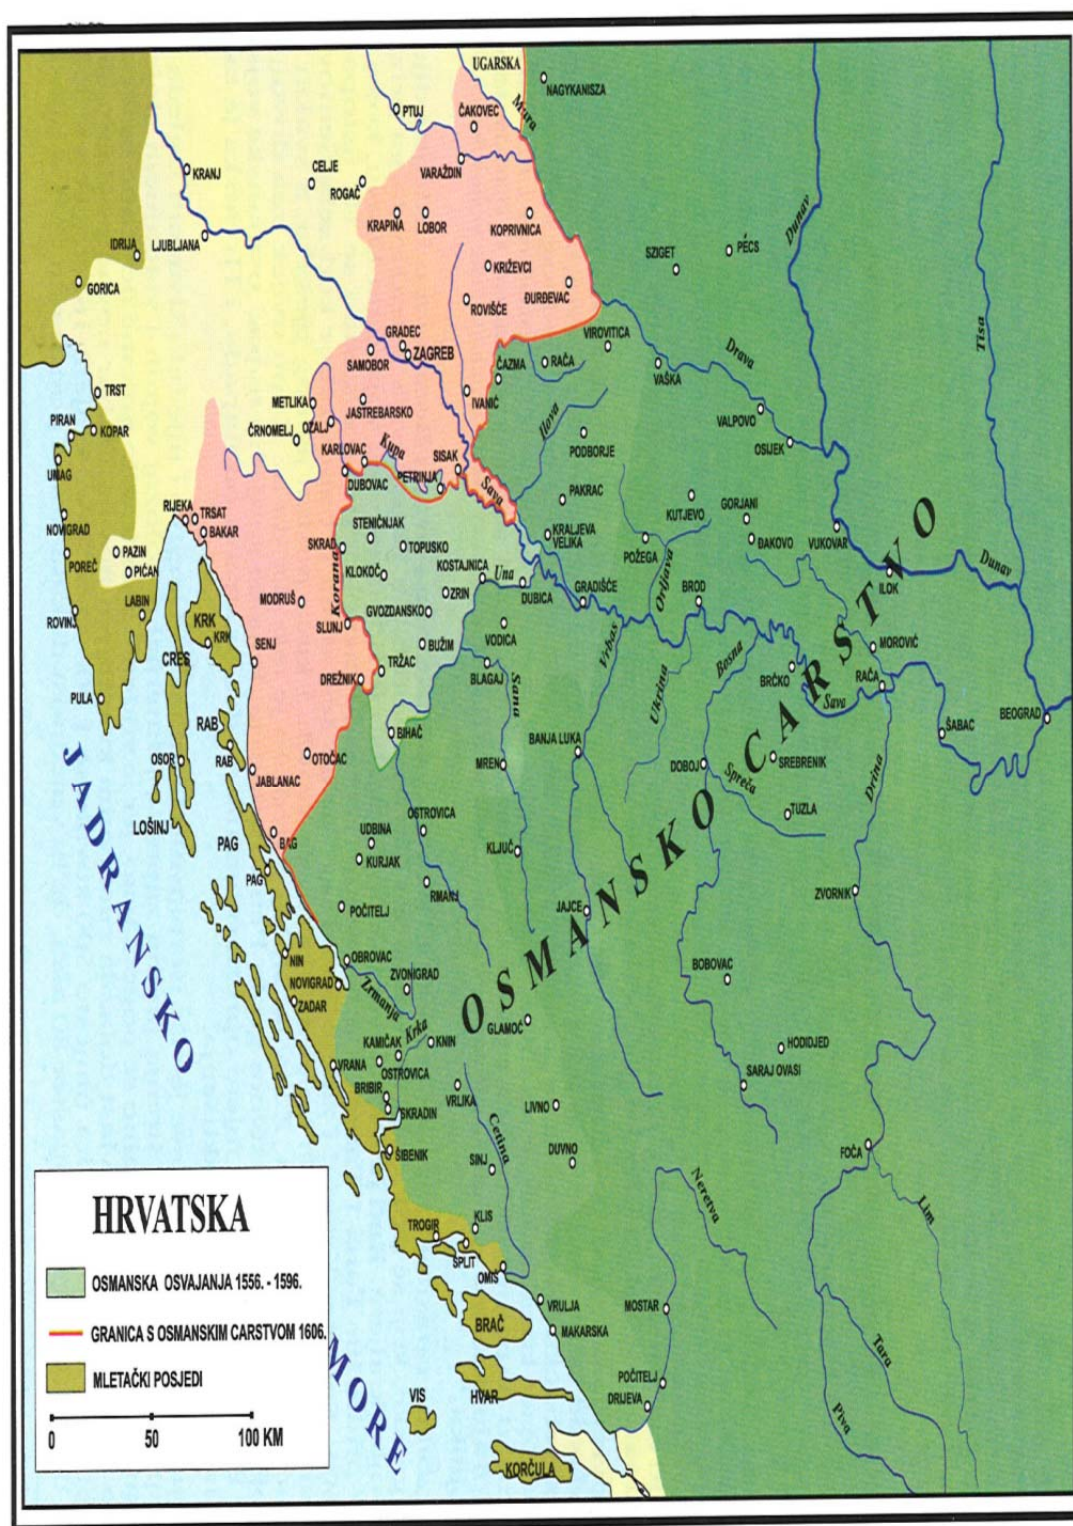 UGARSKA
NAGYKANISZA
Mura
PTUJ
ČAKOVEC
VARAŽDIN
KRANJ
CELJE
ROGAČ
KRAPINA
LOBOR
KOPRIVNICA
IDRIJA
LJUBLJANA
GORICA
KRIŽEVCI
ĐURĐEVAC
ROVIŠĆE
SZIGET
PÉCS
Dunav
Tisa
GRADEC
ZAGREB
SAMOBOR
VIROVITICA
RAČA
ČAZMA
Drava
VAŠKA
TRST
METLIKA
JASTREBARSKO
IVANIĆ
PIRAN
KOPAR
ČRNOMELJ
OZALJ
Ilova
VALPOVO
OSIJEK
KARLOVAC
Kupa
SISAK
PODBORJE
UMAG
DUBOVAC
PETRINJA
Sava
PAKRAC
RIJEKA
TRSAT
BAKAR
NOVIGRAD
STENIČNJAK
KRALJEVA
VELIKA
KUTJEVO
GORJANI
ĐAKOVO
VUKOVAR
Dunav
POREČ
PAZIN
PIĆAN
SKRAD
TOPUSKO
KLOKOČ
KOSTAJNICA
Una
POŽEGA
Orljava
ILOK
LABIN
ROVINJ
MODRUŠ
Korana
ZRIN
DUBICA
GRADIŠĆE
BROD
GVOZDANSKO
KRK
KRK
SLUNJ
VODICA
Vrbas
Bosna
MOROVIĆ
BUŽIM
CRES
SENJ
TRŽAC
BLAGAJ
Sana
Ukrina
BRČKO
RAČA
Sava
PULA
DREŽNIK
ŠABAC
BEOGRAD
RAB
RAB
BIHAĆ
BANJA LUKA
OSOR
OTOČAC
JABLANAC
MREN
DOBOJ
SREBRENIK
Spreča
Drina
LOŠINJ
OSTROVICA
TUZLA
UDBINA
PAG
BAG
KURJAK
KLJUČ
PAG
RMANJ
ZVORNIK
POČITELJ
JAJCE
OSMANSKO CARSTVO
NIN
OBROVAC
NOVIGRAD
ZVONIGRAD
BOBOVAC
ZADAR
Zrmanja
GLAMOČ
Krka
KNIN
KAMIČAK
HODIDJED
VRANA
OSTROVICA
SARAJ OVASI
BRIBIR
VRLIKA
SKRADIN
LIVNO
Cetina
ŠIBENIK
SINJ
DUVNO
FOČA
Neretva
Lim
KLIS
TROGIR
SPLIT
OMIŠ
VRULJA
MOSTAR
BRAČ
MAKARSKA
Tara
POČITELJ
VIS
HVAR
DRIJEVA
Piva
KORČULA
JADRANSKO
MORE
HRVATSKA
OSMANSKA OSVAJANJA 1556. - 1596.
GRANICA S OSMANSKIM CARSTVOM 1606.
MLETAČKI POSJEDI
0 50 100 KM